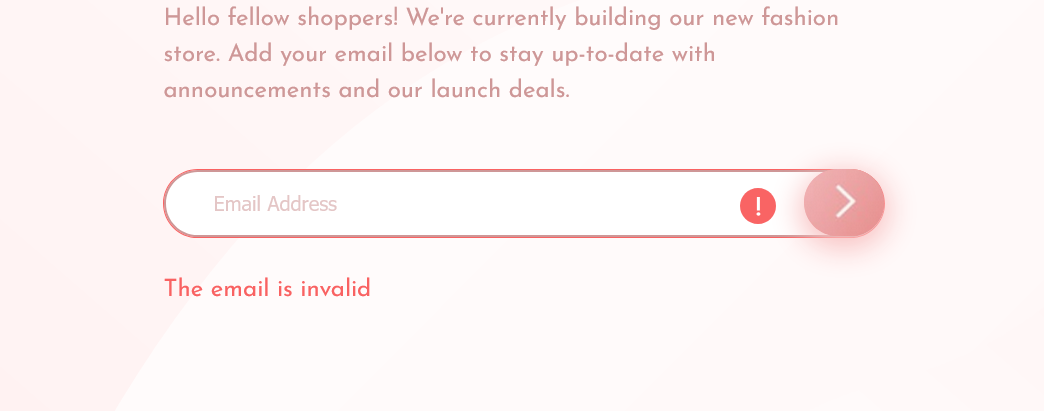 Hello fellow shoppers! We're currently building our new fashion
store. Add your email below to stay up-to-date with
announcements and our launch deals.
Email Address
!
The email is invalid